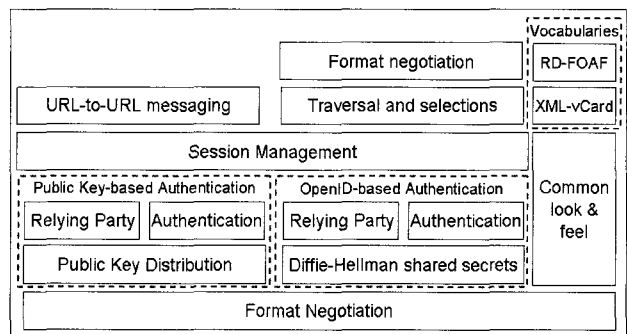 Vocabularies
Format negotiation
RD-FOAF
URL-to-URL messaging
Traversal and selections
XML-vCard
Session Management
Public Key-based Authentication
OpenID-based Authentication
Common
look &
feel
Relying Party
Authentication
Relying Party
Authentication
Public Key Distribution
Diffie-Hellman shared secrets
Format Negotiation